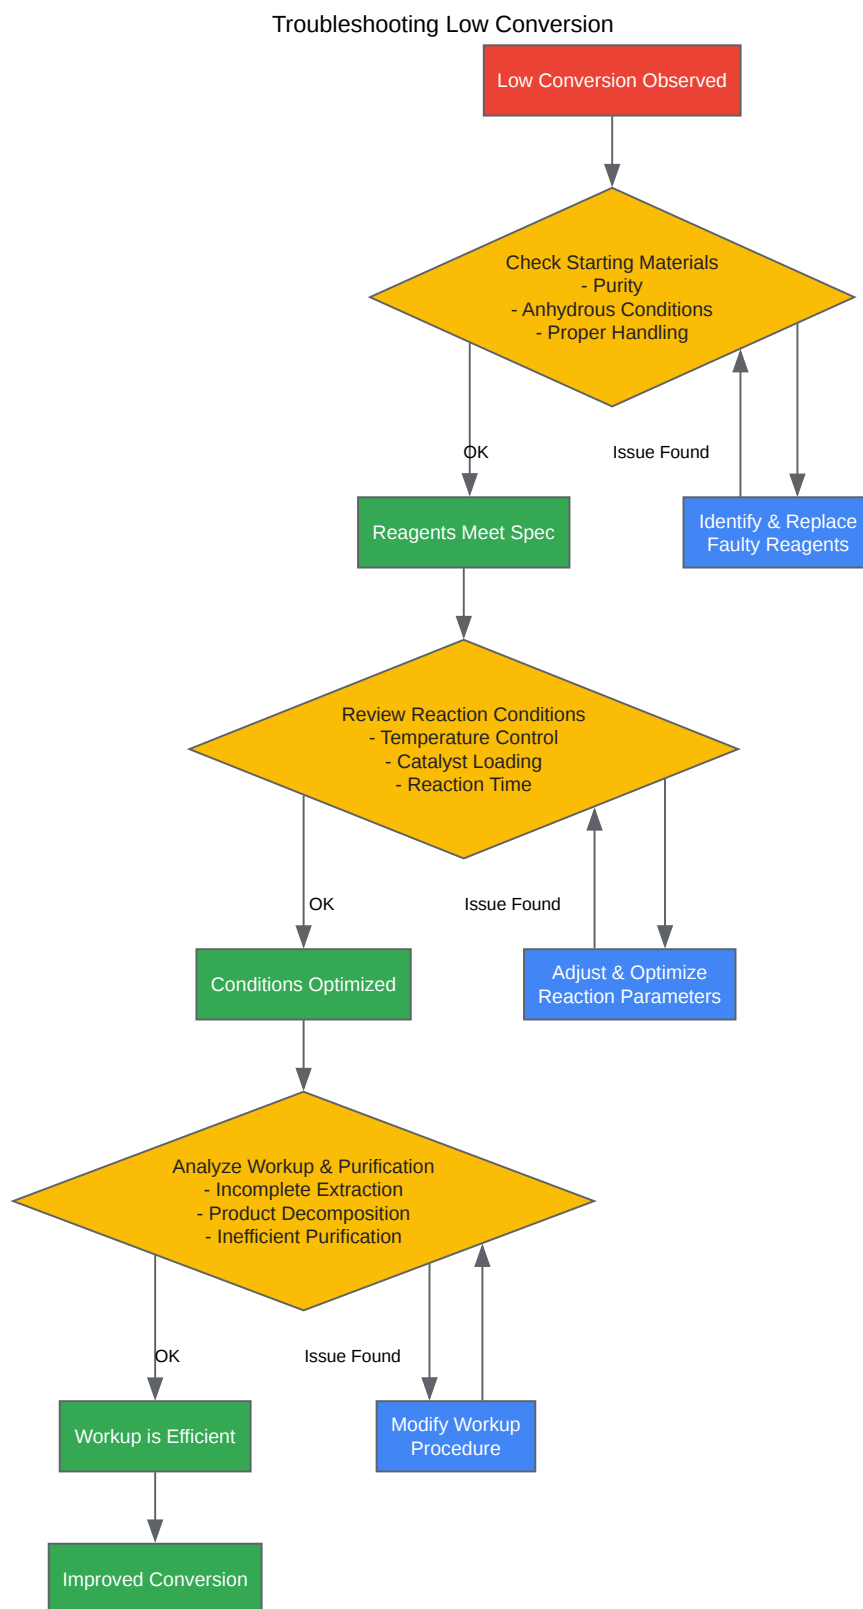 Troubleshooting Low Conversion
Low Conversion Observed
Check Starting Materials
- Purity
- Anhydrous Conditions
- Proper Handling
OK
Issue Found
Reagents Meet Spec
Identify & Replace
Faulty Reagents
Review Reaction Conditions
- Temperature Control
- Catalyst Loading
- Reaction Time
OK
Issue Found
Conditions Optimized
Adjust & Optimize
Reaction Parameters
Analyze Workup & Purification
- Incomplete Extraction
- Product Decomposition
- Inefficient Purification
OK
Issue Found
Workup is Efficient
Modify Workup
Procedure
Improved Conversion